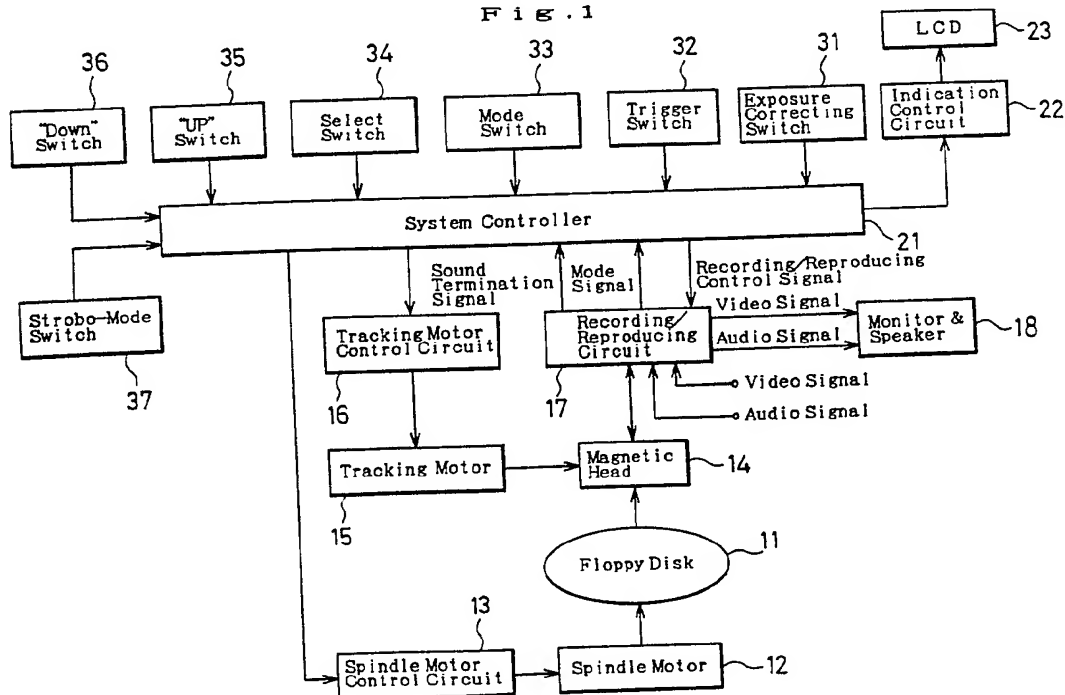 Fig.1
LCD
23
36
35
34
33
32
31
"Down"
Switch
"UP"
Switch
Select
Switch
Mode
Switch
Trigger
Switch
Exposure
Correcting
Switch
Indication
Control
Circuit
22
System Controller
21
Sound
Termination
Signal
Mode
Signal
Recording/Reproducing
Control Signal
Strobo-Mode
Switch
37
Tracking Motor
Control Circuit
16
Recording/
Reproducing
Circuit
17
Video Signal
Audio Signal
Monitor &
Speaker
18
Video Signal
Audio Signal
Tracking Motor
15
Magnetic
Head
14
Floppy Disk
11
13
Spindle Motor
Control Circuit
Spindle Motor
12